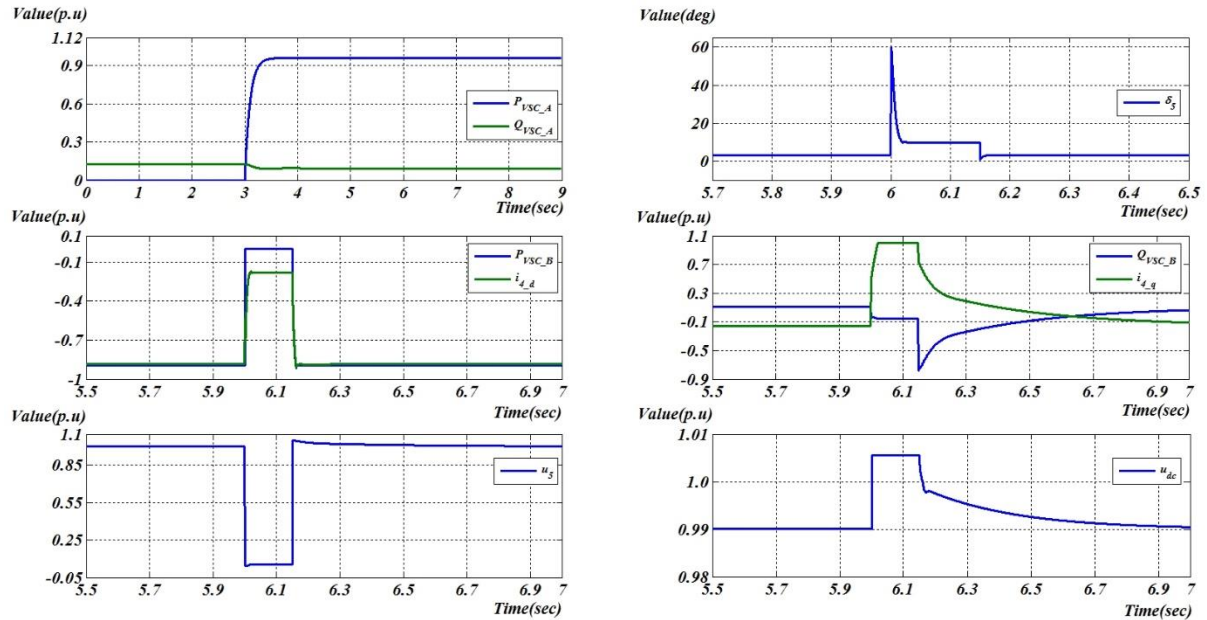 Value(p.u)
1.12
0.9
0.6
0.3
0
P_VSC_A
Q_VSC_A
0 1 2 3 4 5 6 7 8 9
Time(sec)
Value(deg)
60
40
20
0
δ_5
5.7 5.8 5.9 6 6.1 6.2 6.3 6.4 6.5
Time(sec)
Value(p.u)
0.1
-0.1
-0.4
-0.7
-1
P_VSC_B
i_4_d
5.5 5.7 5.9 6.1 6.3 6.5 6.7 6.9 7
Time(sec)
Value(p.u)
1.1
0.7
0.3
-0.1
-0.5
-0.9
Q_VSC_B
i_4_q
5.5 5.7 5.9 6.1 6.3 6.5 6.7 6.9 7
Time(sec)
Value(p.u)
1.1
0.85
0.55
0.25
-0.05
u_5
5.5 5.7 5.9 6.1 6.3 6.5 6.7 6.9 7
Time(sec)
Value(p.u)
1.01
1.0
0.99
0.98
u_dc
5.5 5.7 5.9 6.1 6.3 6.5 6.7 6.9 7
Time(sec)